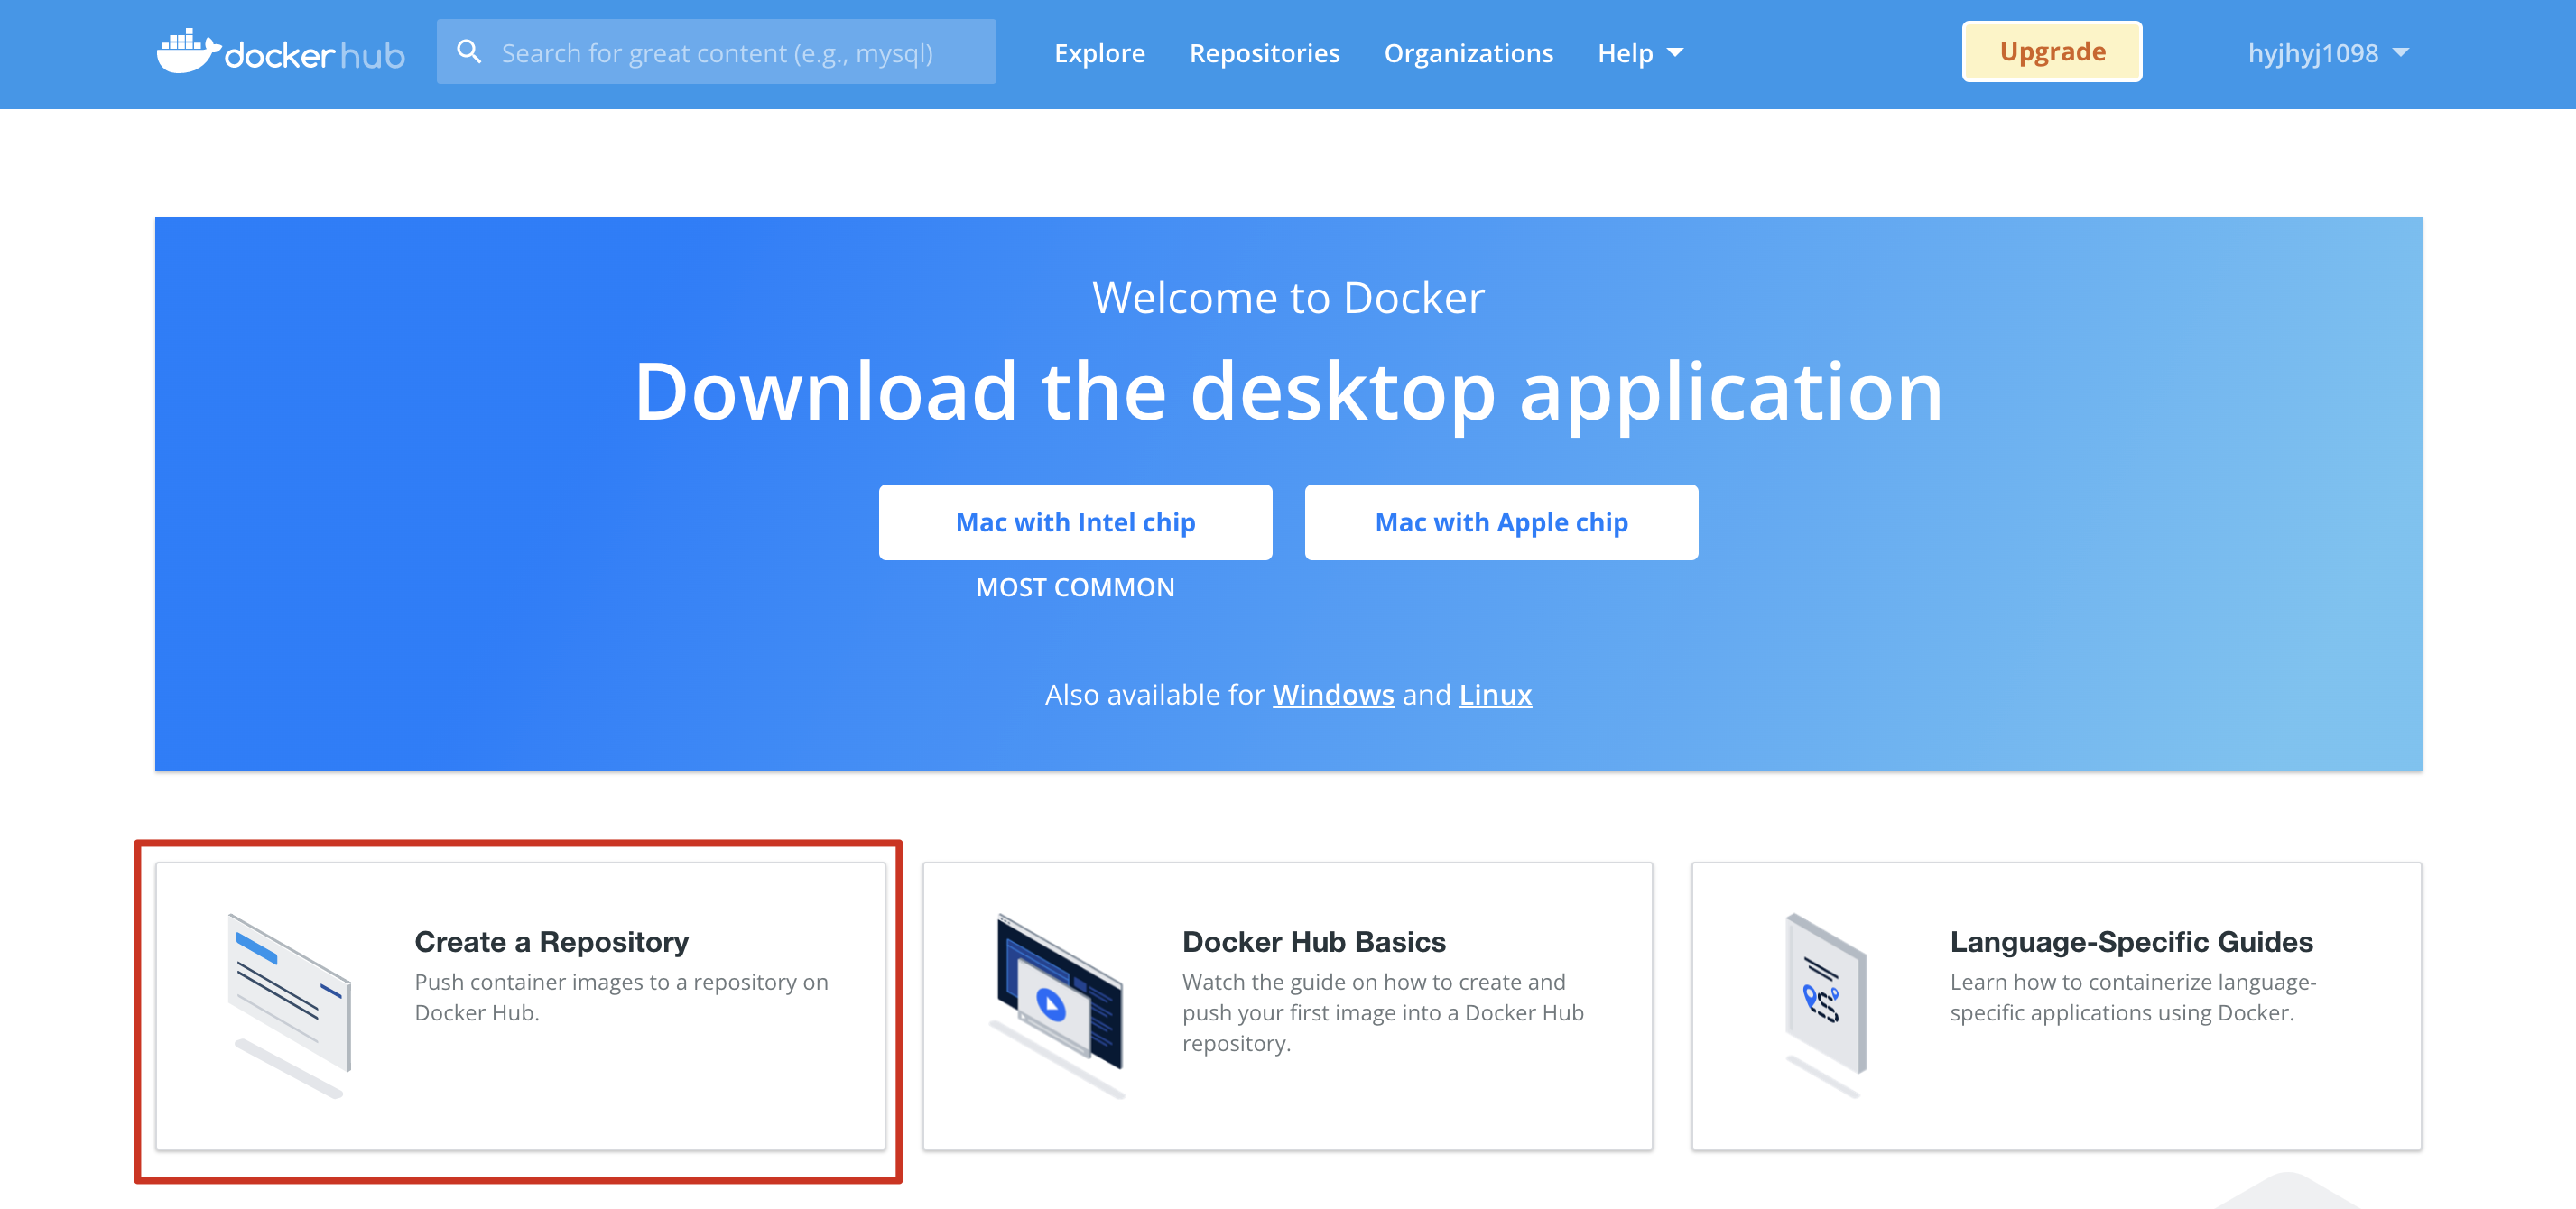 docker hub
Search for great content (e.g., mysql)
Explore
Repositories
Organizations
Help
Upgrade
hyjhyj1098
Welcome to Docker
Download the desktop application
Mac with Intel chip
Mac with Apple chip
MOST COMMON
Also available for Windows and Linux
Create a Repository
Push container images to a repository on
Docker Hub.
Docker Hub Basics
Watch the guide on how to create and
push your first image into a Docker Hub
repository.
Language-Specific Guides
Learn how to containerize language-
specific applications using Docker.